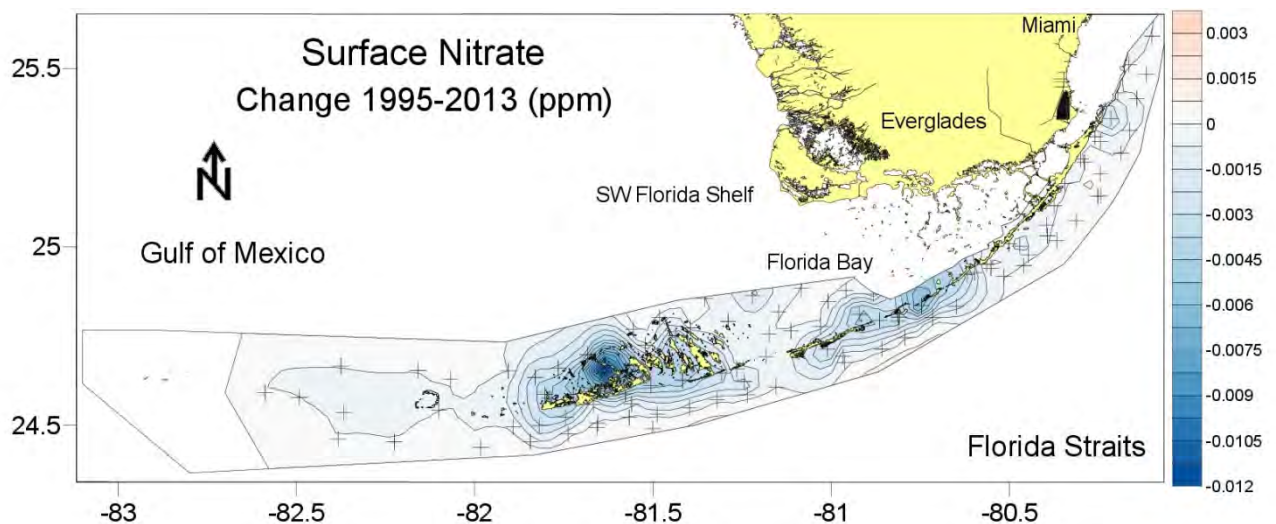 Surface Nitrate
Change 1995-2013 (ppm)
Miami
Everglades
N
SW Florida Shelf
Gulf of Mexico
Florida Bay
Florida Straits
25.5
25
24.5
-83
-82.5
-82
-81.5
-81
-80.5
0.003
0.0015
0
-0.0015
-0.003
-0.0045
-0.006
-0.0075
-0.009
-0.0105
-0.012